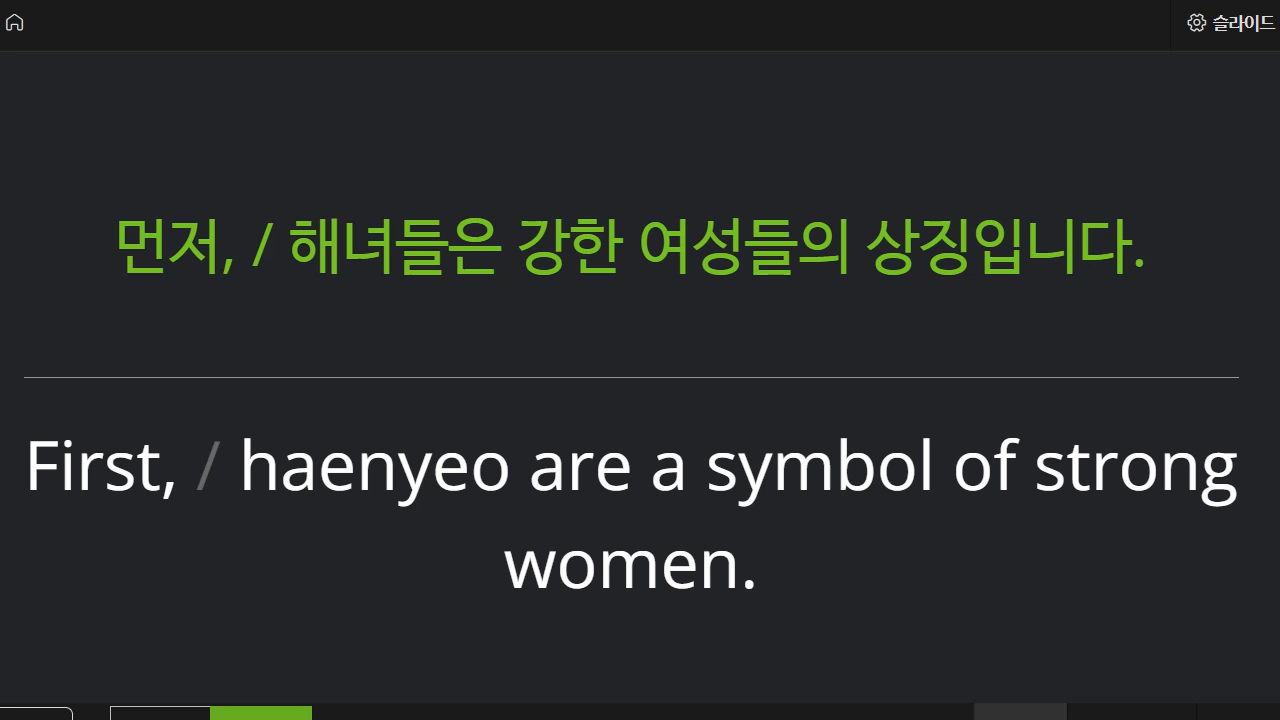 슬라이드
먼저, / 해녀들은 강한 여성들의 상징입니다.
First, / haenyeo are a symbol of strong
women.